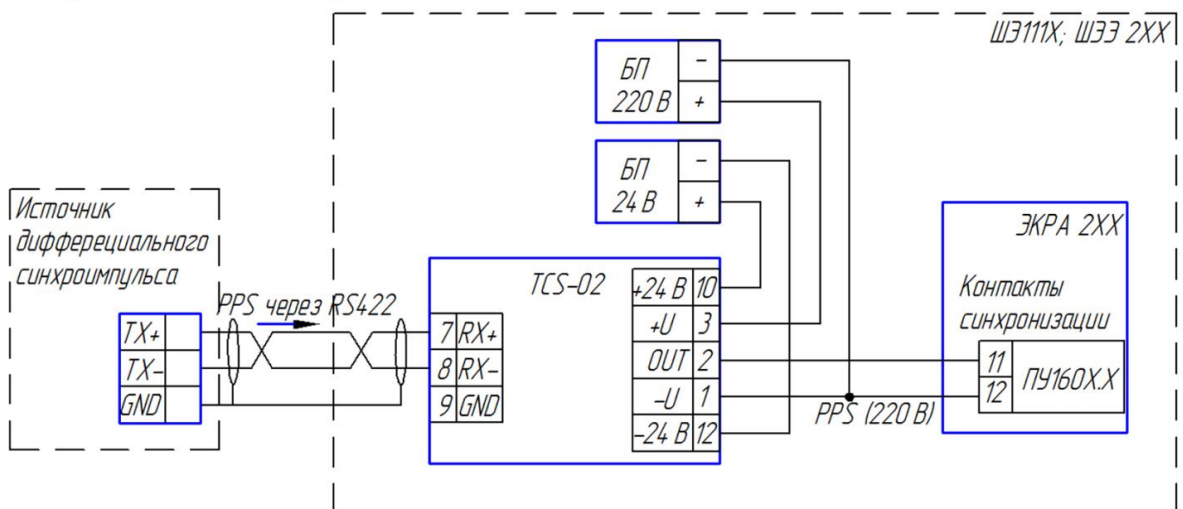 ШЭ111Х; ШЭЭ 2ХХ
БП
220 В
-
+
БП
24 В
-
+
Источник
дифферециального
синхроимпульса
TX+
TX-
GND
PPS через RS422
TCS-02
7 RX+
8 RX-
9 GND
+24 В 10
+U 3
OUT 2
-U 1
-24 В 12
PPS (220 В)
ЭКРА 2ХХ
Контакты
синхронизации
11
12
ПУ160Х.Х